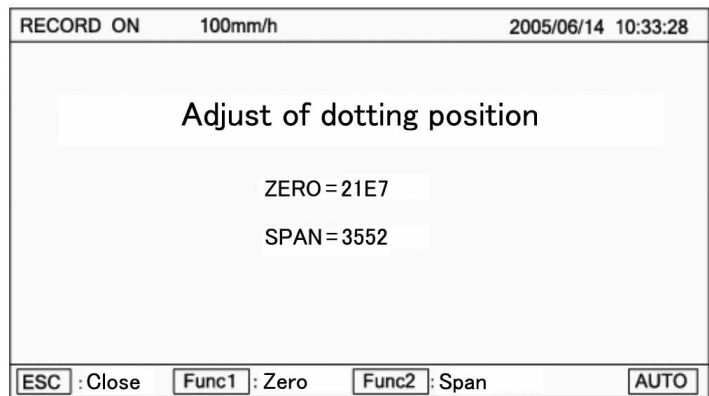 RECORD ON 100mm/h 2005/06/14 10:33:28
Adjust of dotting position
ZERO=21E7
SPAN=3552
ESC : Close Func1 : Zero Func2 : Span AUTO